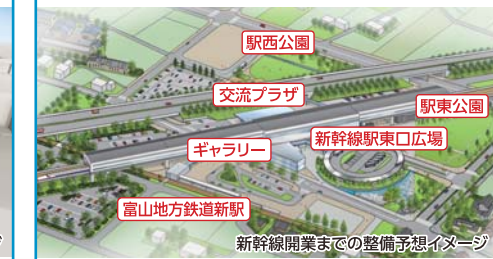 駅西公園
交流プラザ
駅東公園
新幹線駅東口広場
ギャラリー
富山地方鉄道新駅
新幹線開業までの整備予想イメージ